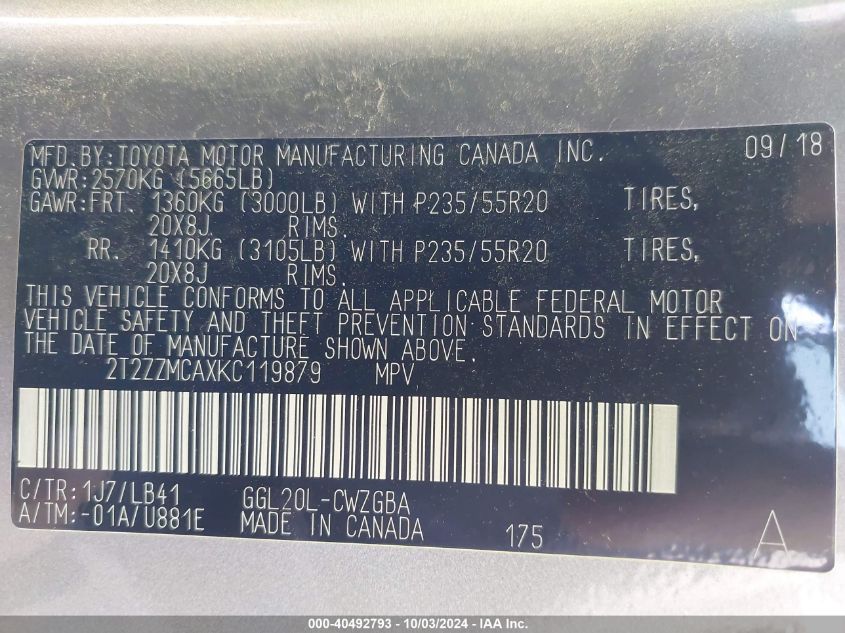 MFD.BY:TOYOTA MOTOR MANUFACTURING CANADA INC. 09/18
GVWR:2570KG (5665LB)
GAWR:FRT. 1360KG (3000LB) WITH P235/55R20 TIRES,
20X8J. RIMS.
RR. 1410KG (3105LB) WITH P235/55R20 TIRES,
20X8J RIMS.
THIS VEHICLE CONFORMS TO ALL APPLICABLE FEDERAL MOTOR
VEHICLE SAFETY AND THEFT PREVENTION STANDARDS IN EFFECT ON
THE DATE OF MANUFACTURE SHOWN ABOVE.
2T2ZZMCAXKC119879 MPV
C/TR:1J7/LB41 GGL20L-CWZGBA
A/TM:-01A/U881E MADE IN CANADA 175 A
000-40492793 - 10/03/2024 - IAA Inc.